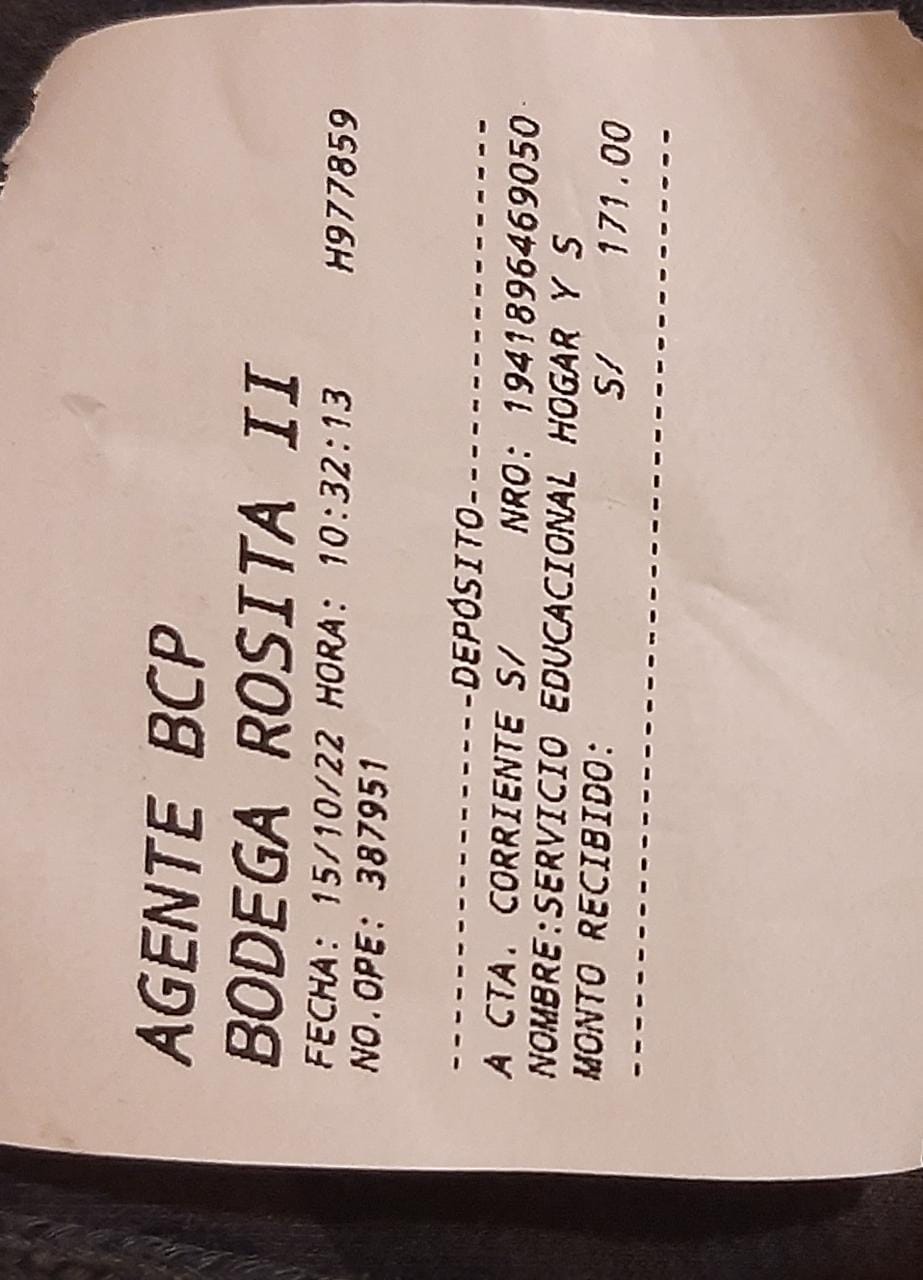 AGENTE BCP
BODEGA ROSITA II
FECHA: 15/10/22 HORA: 10:32:13 H977859
NO.OPE: 387951
----------------DEPÓSITO----------------
A CTA. CORRIENTE S/ NRO: 1941896469050
NOMBRE:SERVICIO EDUCACIONAL HOGAR Y S
MONTO RECIBIDO: S/ 171.00
----------------------------------------